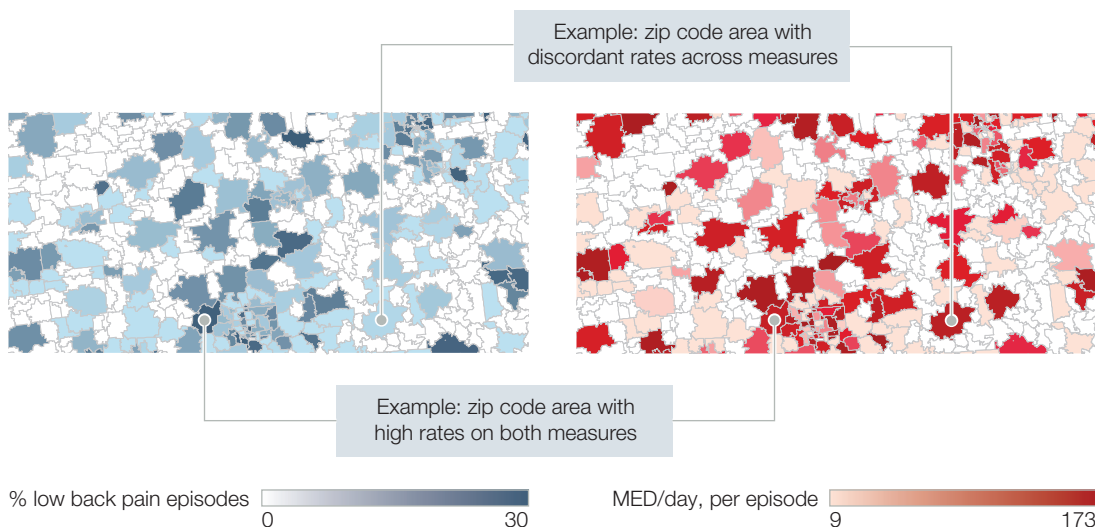 Example: zip code area with
discordant rates across measures
Example: zip code area with
high rates on both measures
% low back pain episodes
0 30
MED/day, per episode
9 173